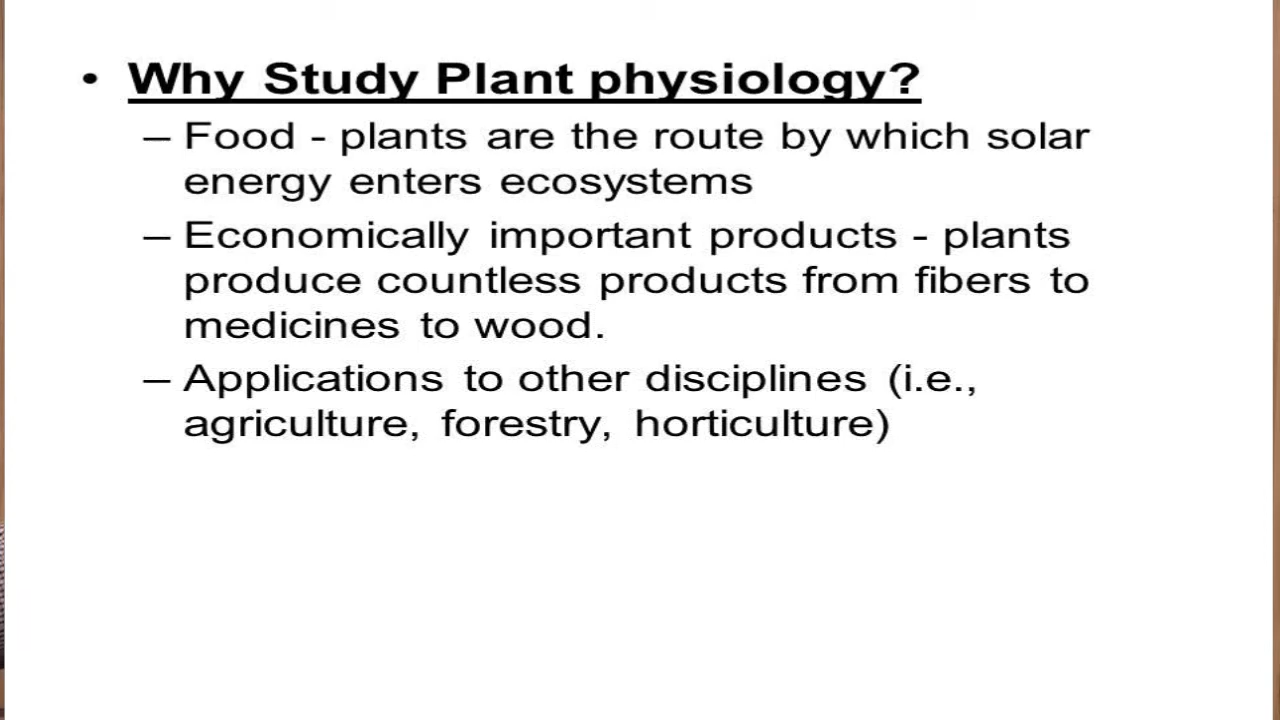 • Why Study Plant physiology?
– Food - plants are the route by which solar
energy enters ecosystems
– Economically important products - plants
produce countless products from fibers to
medicines to wood.
– Applications to other disciplines (i.e.,
agriculture, forestry, horticulture)